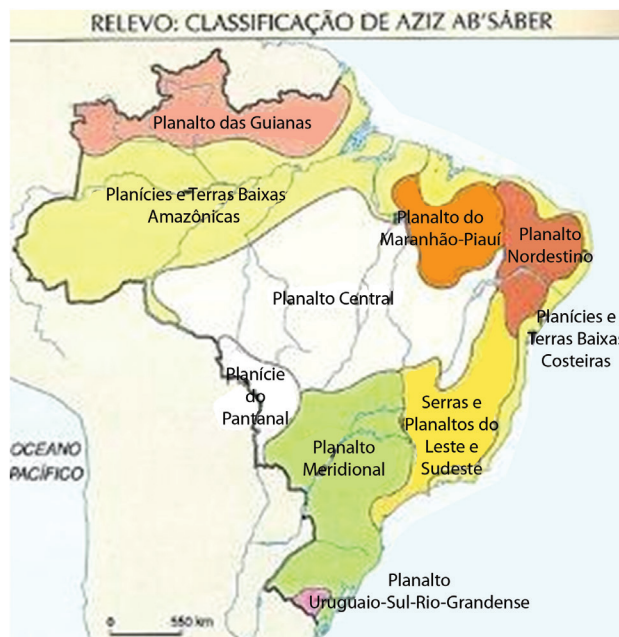 RELEVO: CLASSIFICAÇÃO DE AZIZ AB'SÁBER
Planalto das Guianas
Planícies e Terras Baixas
Amazônicas
Planalto do
Maranhão-Piauí
Planalto
Nordestino
Planalto Central
Planícies e
Terras Baixas
Costeiras
Planície
do
Pantanal
Serras e
Planaltos do
Leste e
Sudeste
Planalto
Meridional
OCEANO
PACÍFICO
Planalto
Uruguaio-Sul-Rio-Grandense
0 550 km